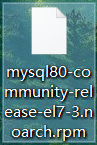 mysql80-co
mmunity-rel
ease-el7-3.n
oarch.rpm